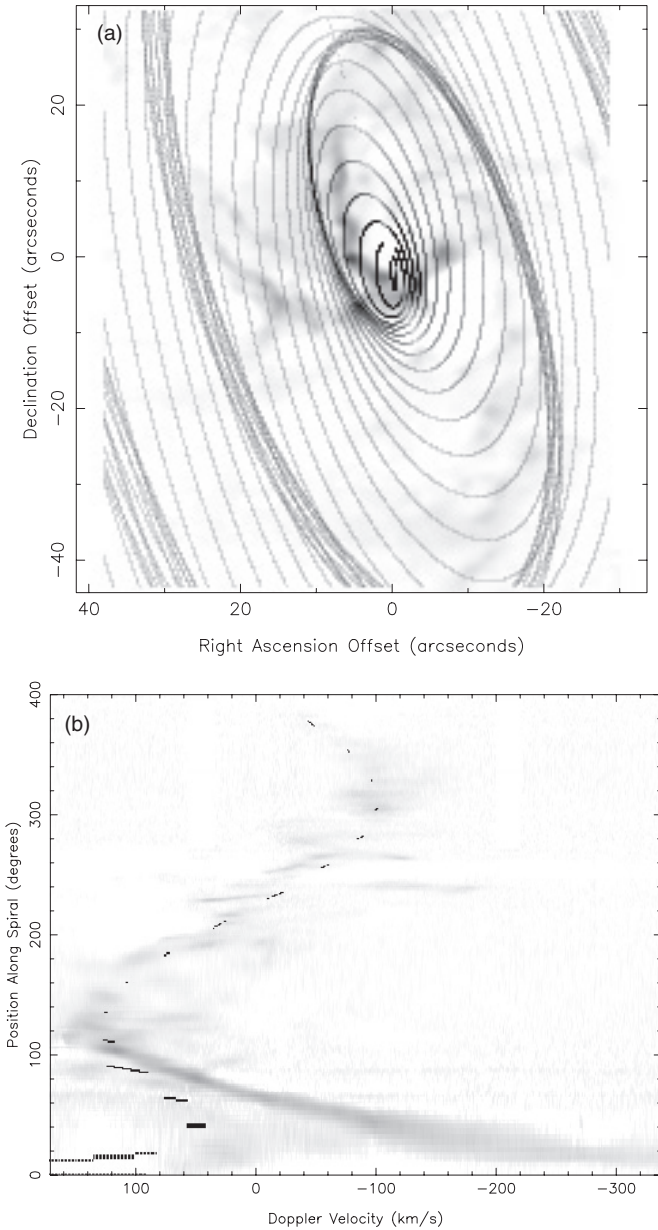 (a)
20
0
−20
−40
Declination Offset (arcseconds)
40 20 0 −20
Right Ascension Offset (arcseconds)
(b)
400
300
200
100
0
Position Along Spiral (degrees)
100 0 −100 −200 −300
Doppler Velocity (km/s)